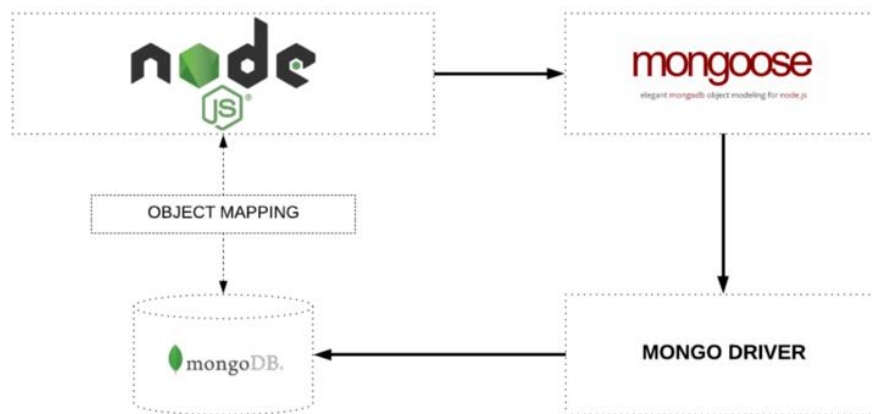 node
JS®
mongoose
elegant mongodb object modeling for node.js
OBJECT MAPPING
mongoDB.
MONGO DRIVER